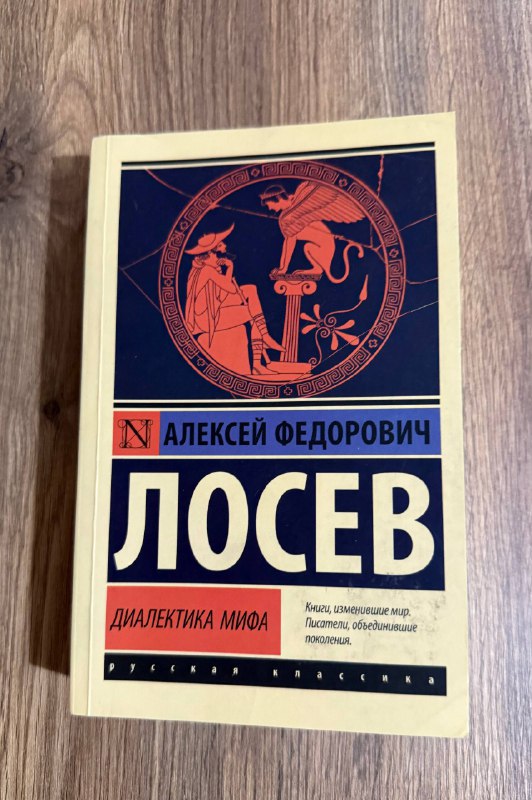 N АЛЕКСЕЙ ФЕДОРОВИЧ
ЛОСЕВ
ДИАЛЕКТИКА МИФА
Книги, изменившие мир.
Писатели, объединившие
поколения.
русская классика